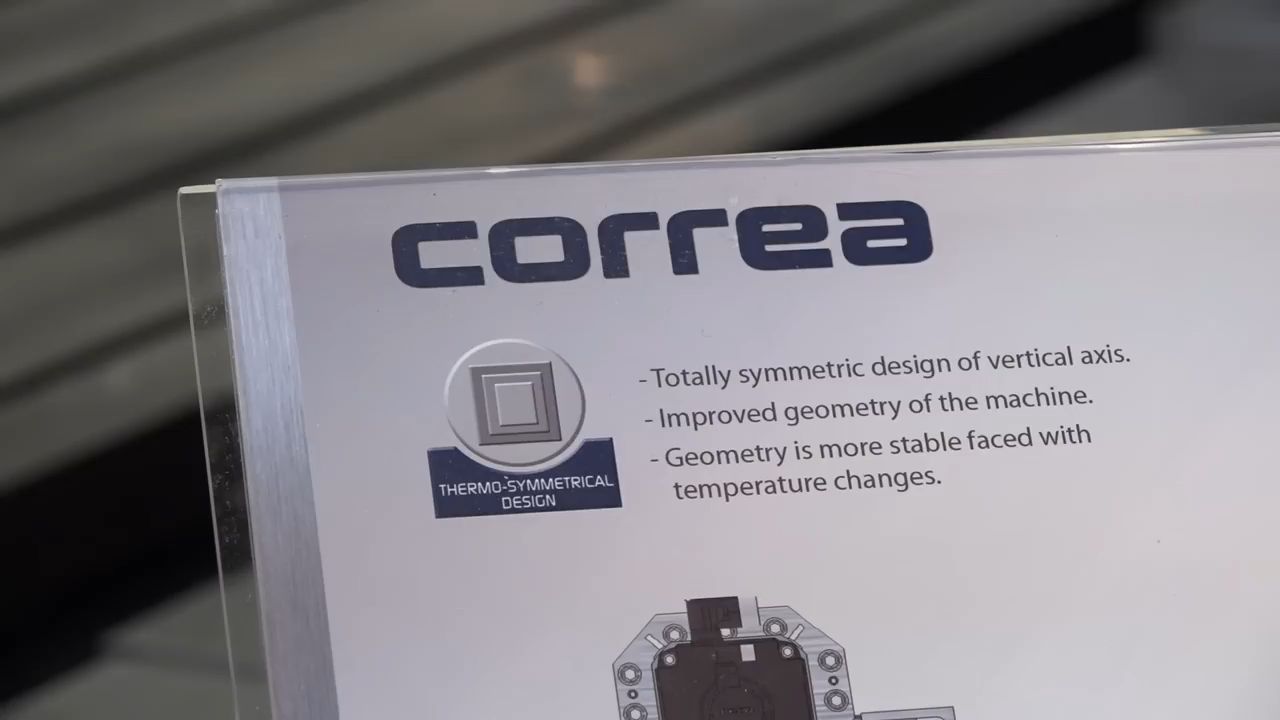 correa
- Totally symmetric design of vertical axis.
- Improved geometry of the machine.
- Geometry is more stable faced with
temperature changes.
THERMO-SYMMETRICAL
DESIGN